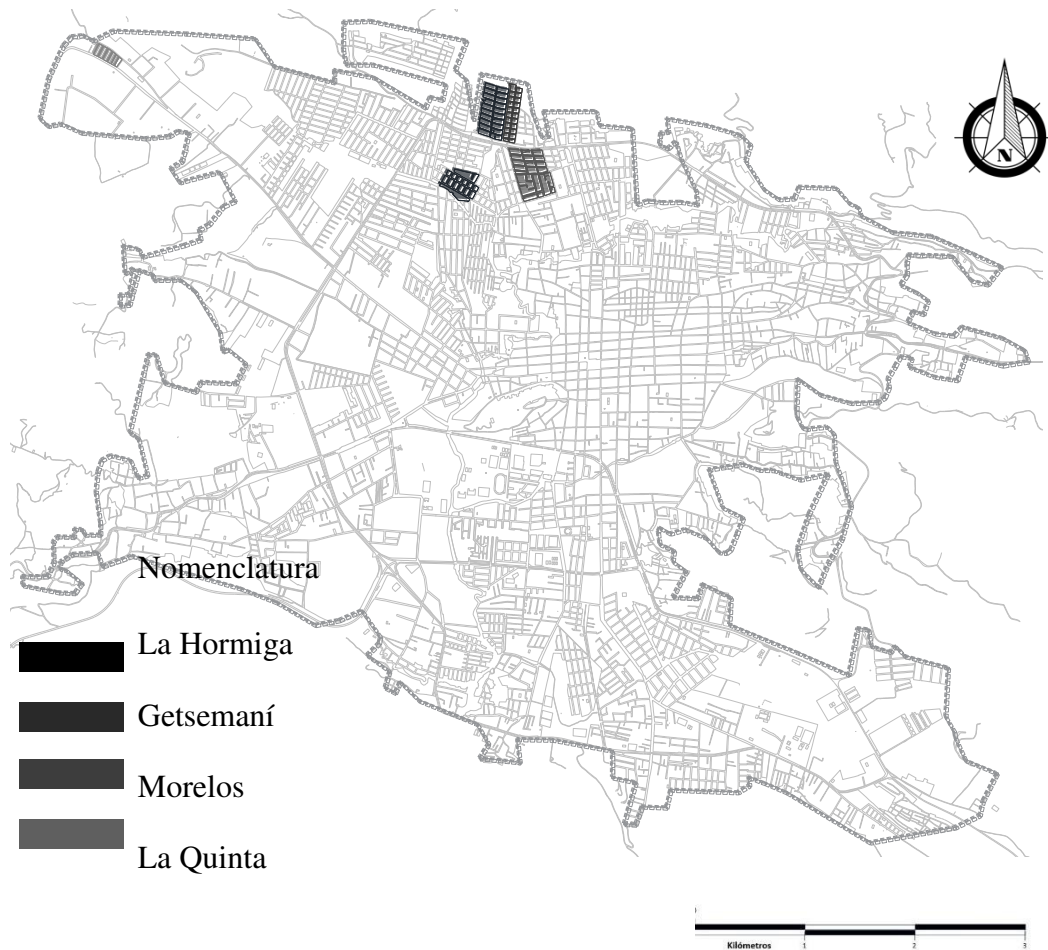 N
Nomenclatura
La Hormiga
Getsemaní
Morelos
La Quinta
Kilómetros 1 2 3